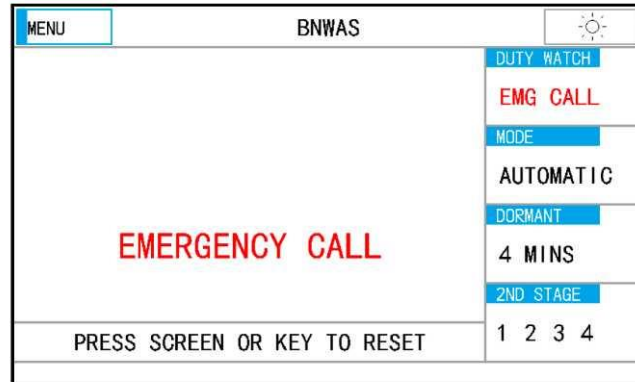 MENU
BNWAS
DUTY WATCH
EMG CALL
MODE
AUTOMATIC
DORMANT
4 MINS
2ND STAGE
1 2 3 4
EMERGENCY CALL
PRESS SCREEN OR KEY TO RESET